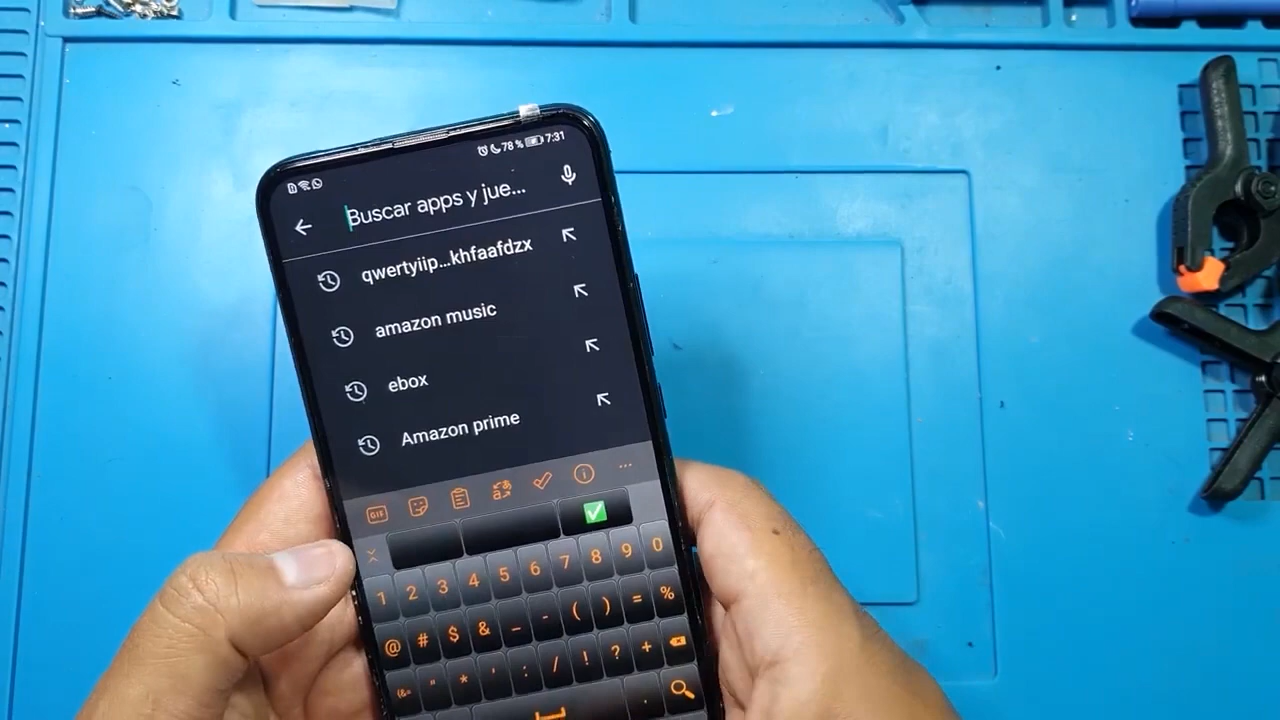 78 % 7:31
Buscar apps y jue...
qwertyiip...khfaafdzx
amazon music
ebox
Amazon prime
GIF
1 2 3 4 5 6 7 8 9 0
@ # $ & _ - ( ) = %
{&= " * ' : / ! ? +
.